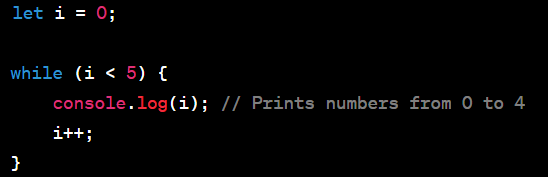 let i = 0;
while (i < 5) {
    console.log(i); // Prints numbers from 0 to 4
    i++;
}